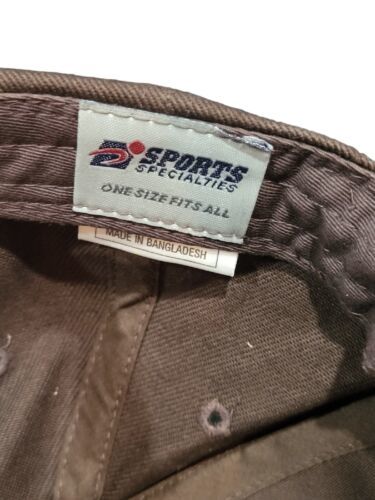 SPORTS
SPECIALTIES
ONE SIZE FITS ALL
MADE IN BANGLADESH